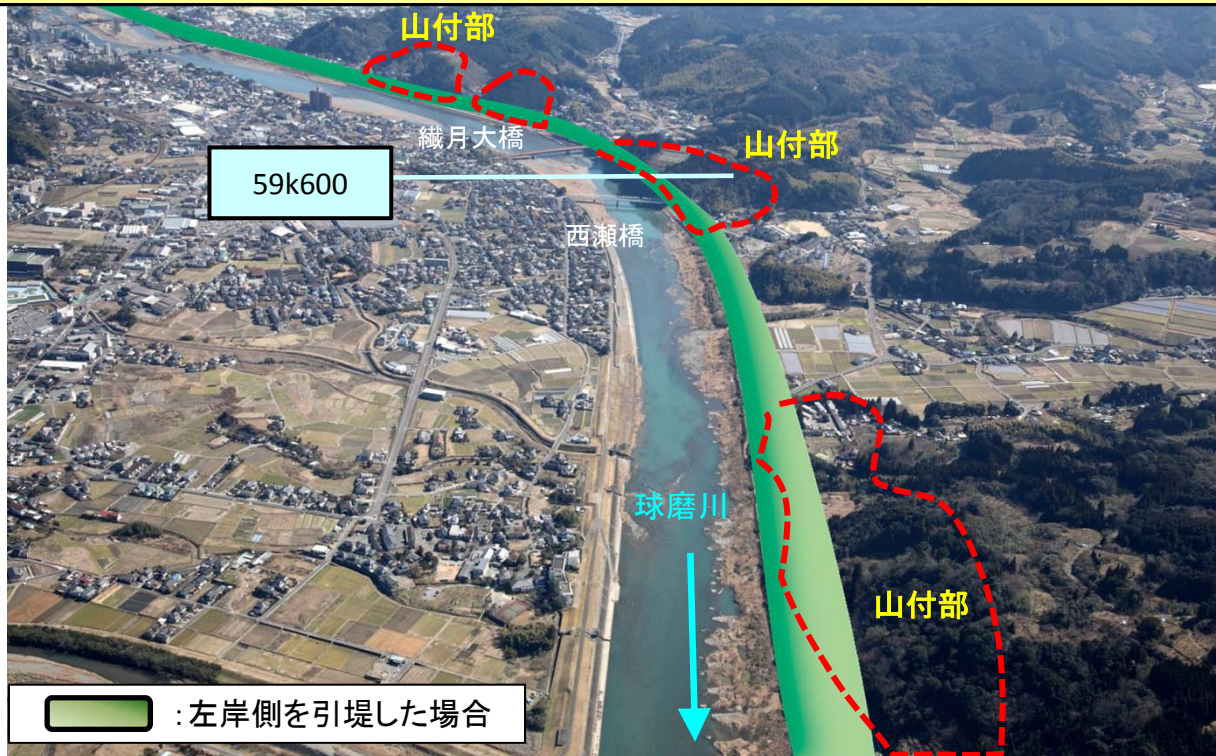 山付部
繊月大橋
山付部
59k600
西瀬橋
球磨川
山付部
:左岸側を引堤した場合